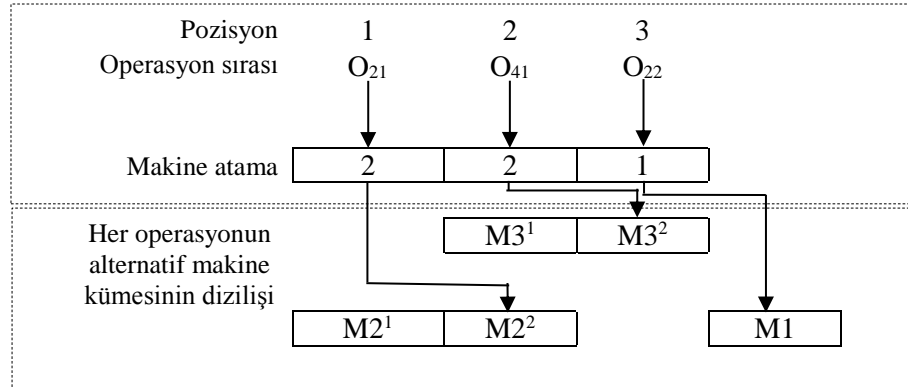 Pozisyon 1 2 3
Operasyon sırası O₂₁ O₄₁ O₂₂
Makine atama 2 2 1
Her operasyonun
alternatif makine
kümesinin dizilişi
M3¹ M3²
M2¹ M2² M1